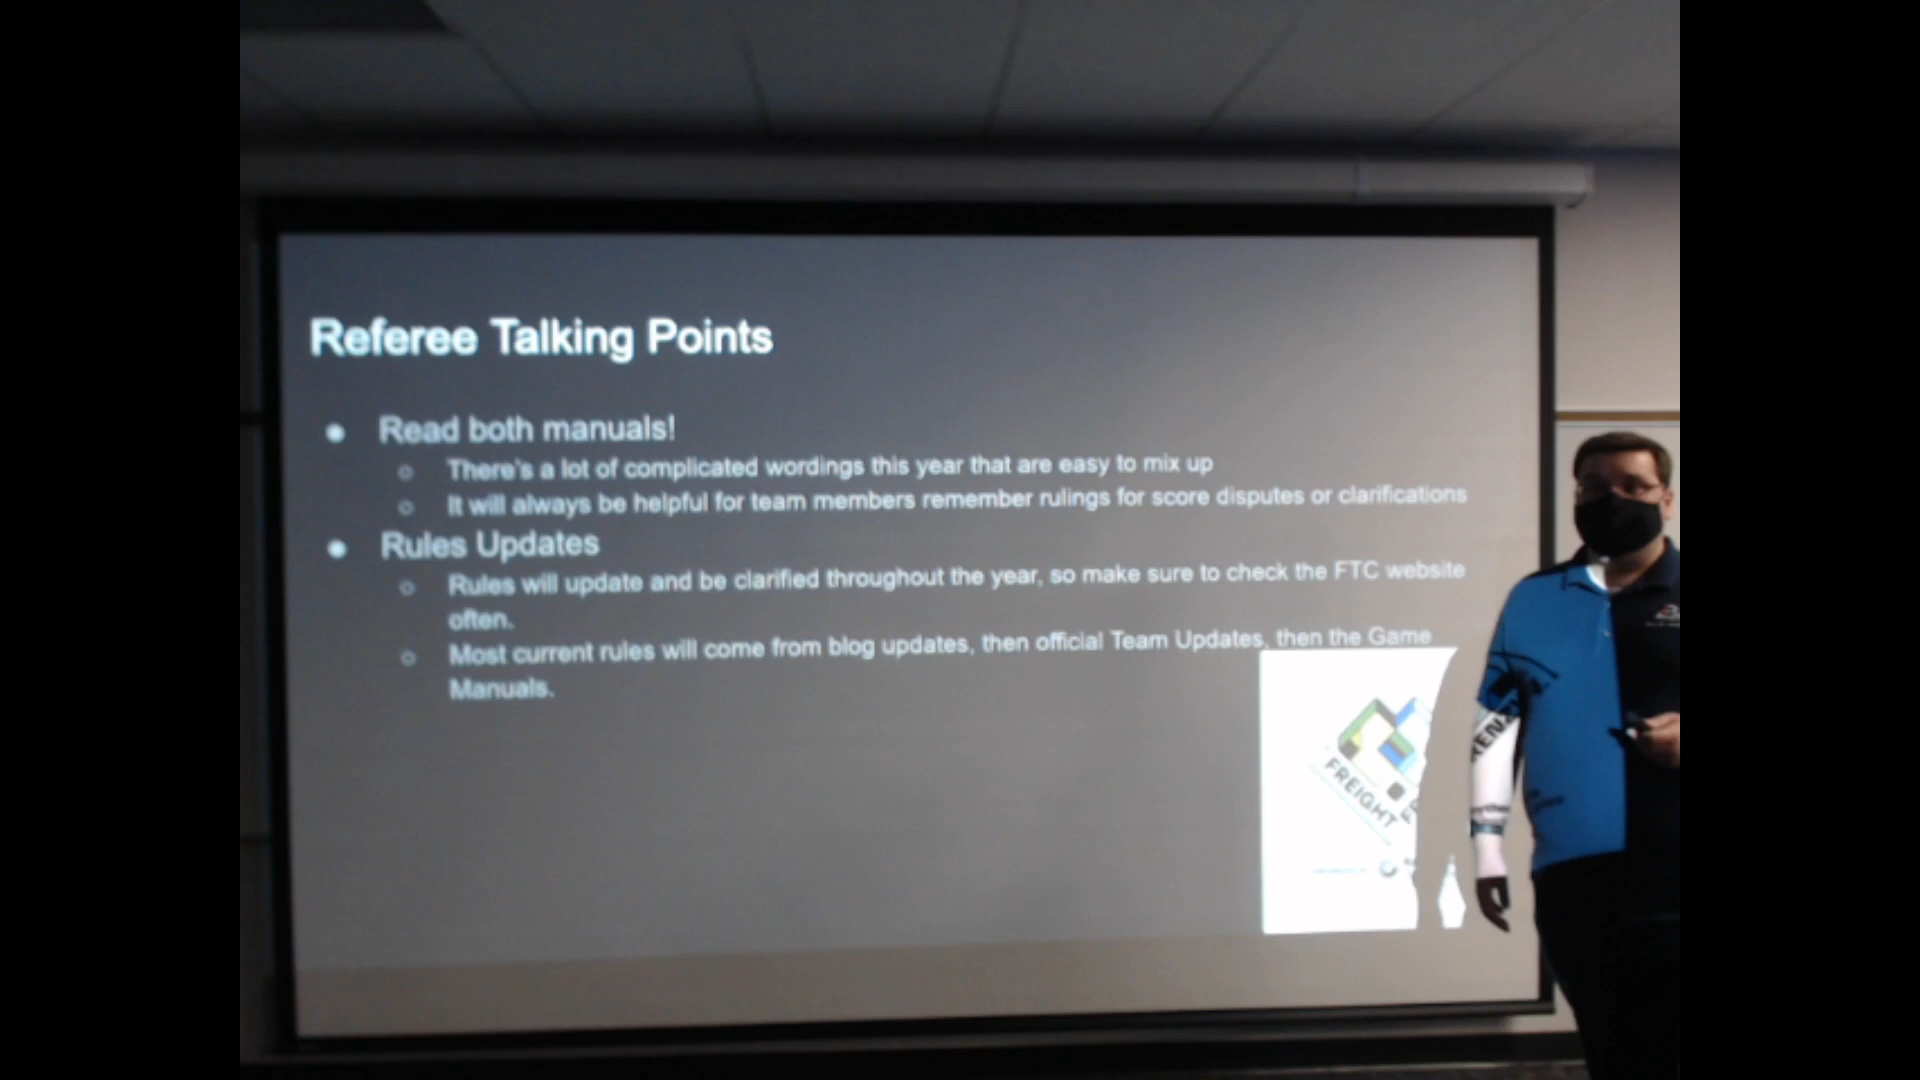 Referee Talking Points
Read both manuals!
There's a lot of complicated wordings this year that are easy to mix up
It will always be helpful for team members remember rulings for score disputes or clarifications
Rules Updates
Rules will update and be clarified throughout the year, so make sure to check the FTC website
often.
Most current rules will come from blog updates, then official Team Updates, then the Game
Manuals.
FREIGHT